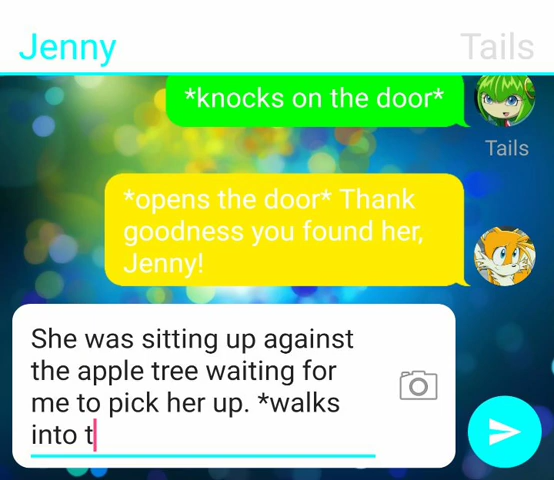 Jenny
Tails
*knocks on the door*
Tails
*opens the door* Thank
goodness you found her,
Jenny!
She was sitting up against
the apple tree waiting for
me to pick her up. *walks
into t